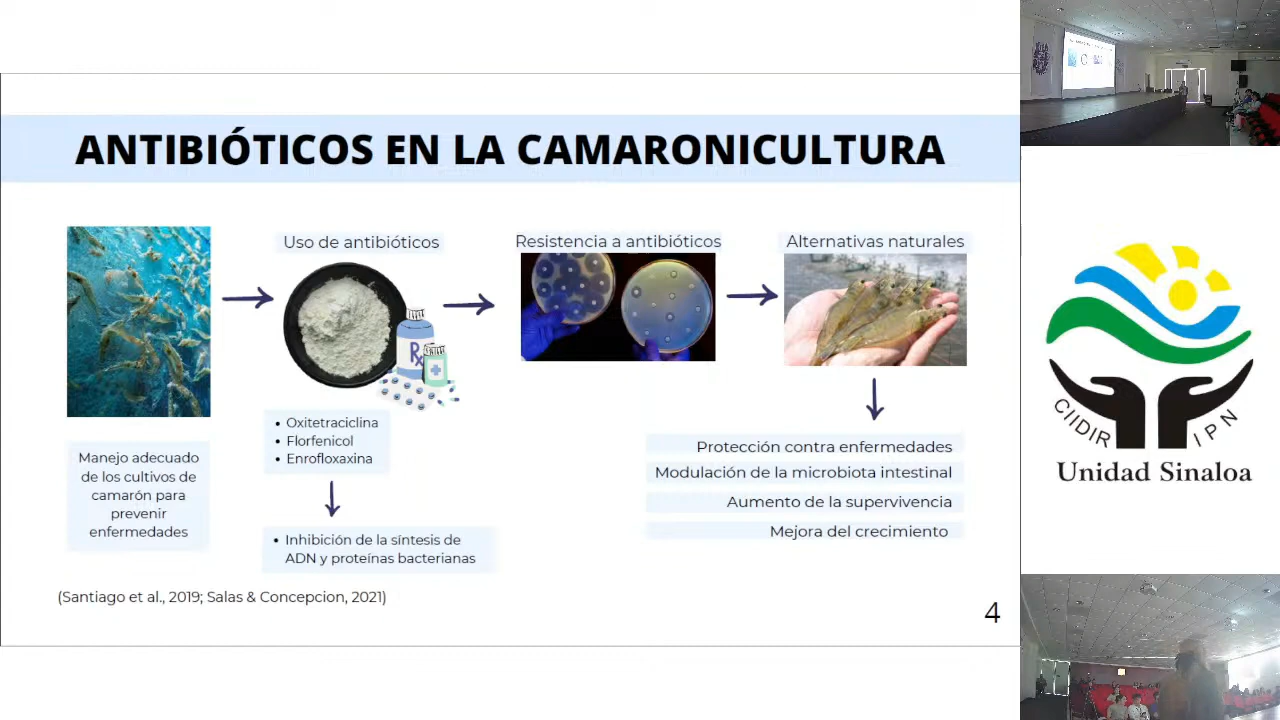 ANTIBIÓTICOS EN LA CAMARONICULTURA
Manejo adecuado
de los cultivos de
camarón para
prevenir
enfermedades
Uso de antibióticos
Rx
• Oxitetraciclina
• Florfenicol
• Enrofloxaxina
• Inhibición de la síntesis de
ADN y proteínas bacterianas
Resistencia a antibióticos
Alternativas naturales
Protección contra enfermedades
Modulación de la microbiota intestinal
Aumento de la supervivencia
Mejora del crecimiento
(Santiago et al., 2019; Salas & Concepcion, 2021)
4
CIIDIR IPN
Unidad Sinaloa